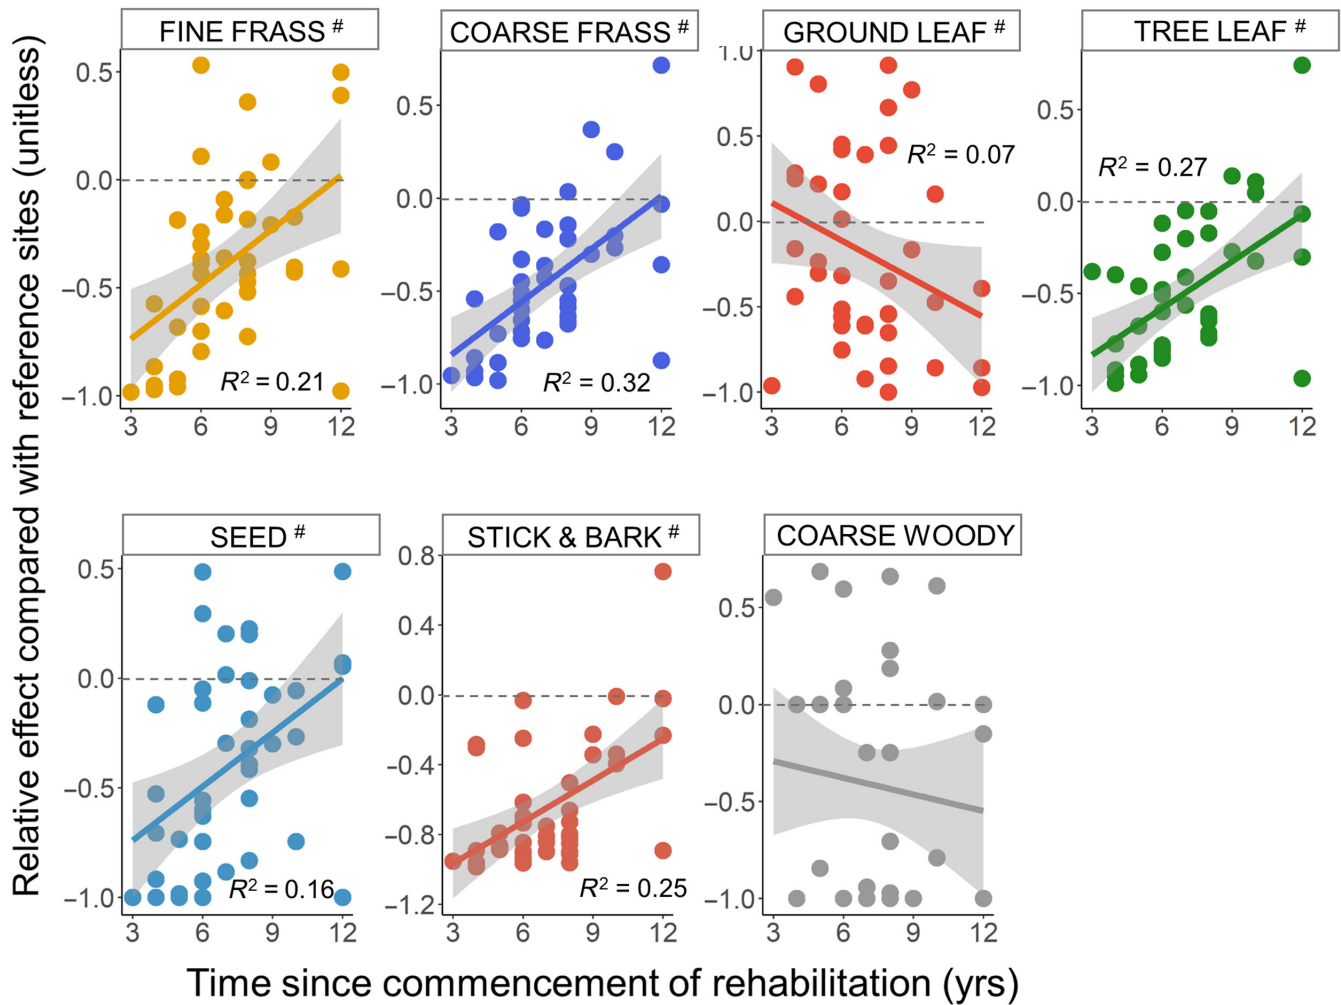 Relative effect compared with reference sites (unitless)
FINE FRASS #
0.5
0.0
−0.5
−1.0
R² = 0.21
3 6 9 12
COARSE FRASS #
0.5
0.0
−0.5
−1.0
R² = 0.32
3 6 9 12
GROUND LEAF #
1.0
0.5
0.0
−0.5
−1.0
R² = 0.07
3 6 9 12
TREE LEAF #
0.5
0.0
−0.5
−1.0
R² = 0.27
3 6 9 12
SEED #
0.5
0.0
−0.5
−1.0
R² = 0.16
3 6 9 12
STICK & BARK #
0.8
0.4
0.0
−0.4
−0.8
−1.2
R² = 0.25
3 6 9 12
COARSE WOODY
0.5
0.0
−0.5
−1.0
3 6 9 12
Time since commencement of rehabilitation (yrs)